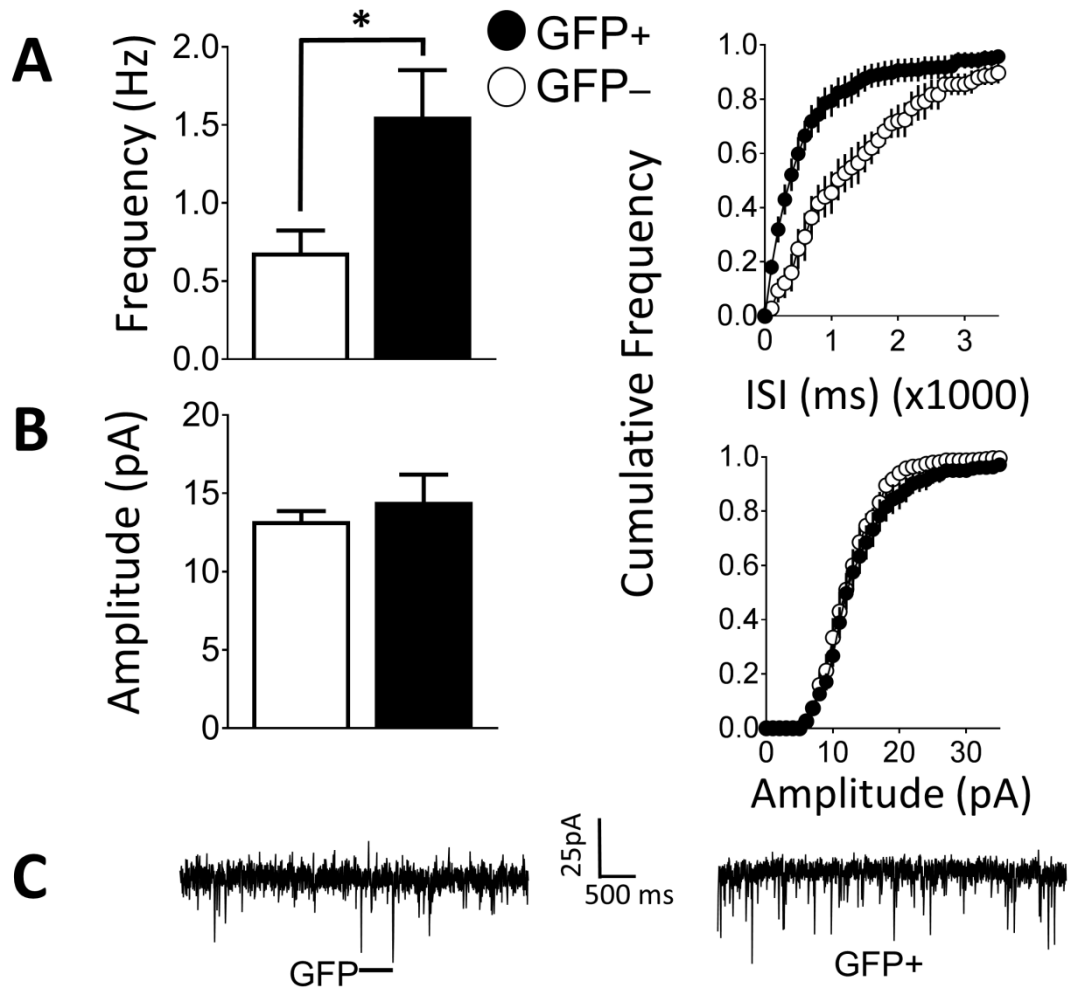 A
Frequency (Hz)
2.0
1.5
1.0
0.5
0.0
*
GFP+
GFP–
Cumulative Frequency
1.0
0.8
0.6
0.4
0.2
0.0
0 1 2 3
ISI (ms) (x1000)
B
Amplitude (pA)
20
15
10
5
0
1.0
0.8
0.6
0.4
0.2
0.0
0 10 20 30
Amplitude (pA)
C
25pA
500 ms
GFP–
GFP+